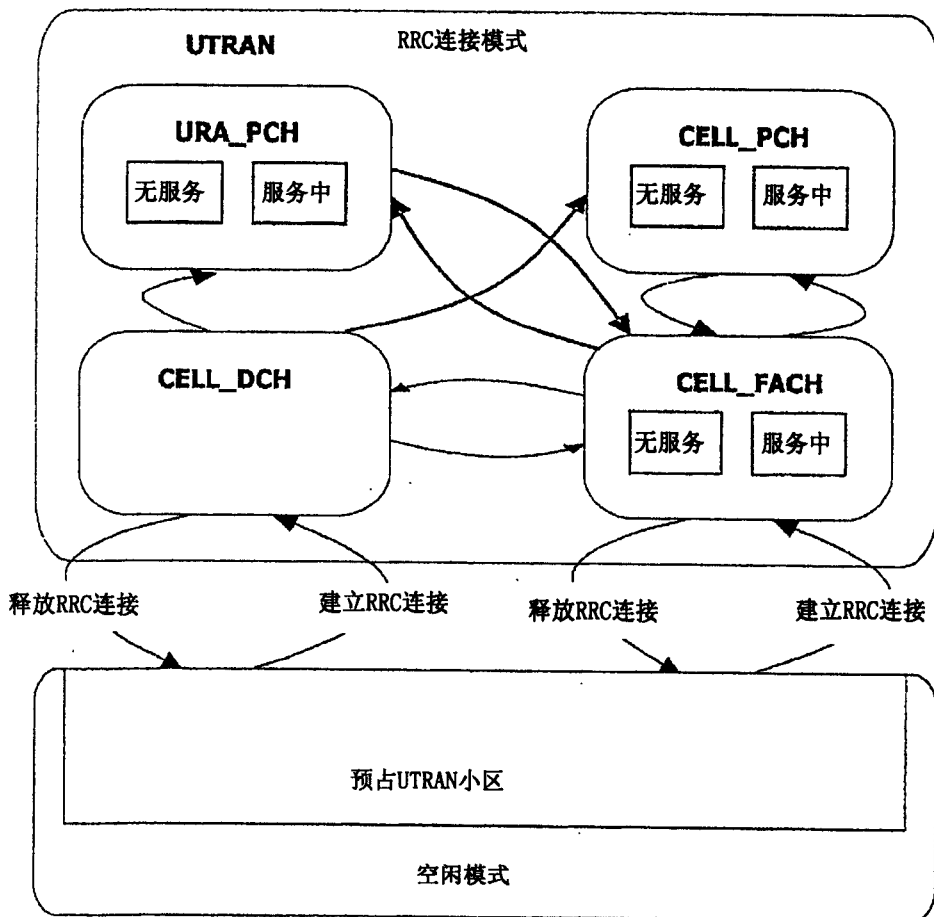 UTRAN
RRC连接模式
URA_PCH
无服务
服务中
CELL_PCH
无服务
服务中
CELL_DCH
CELL_FACH
无服务
服务中
释放RRC连接
建立RRC连接
释放RRC连接
建立RRC连接
预占UTRAN小区
空闲模式